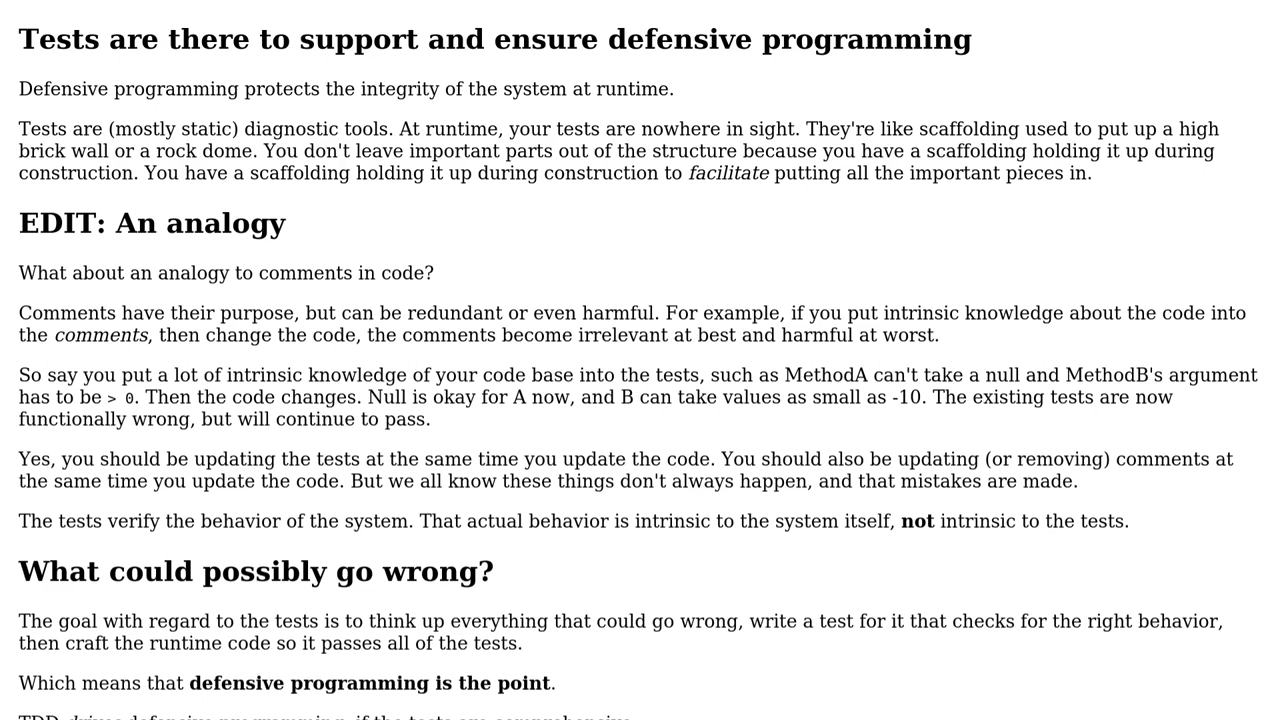 Tests are there to support and ensure defensive programming
Defensive programming protects the integrity of the system at runtime.
Tests are (mostly static) diagnostic tools. At runtime, your tests are nowhere in sight. They're like scaffolding used to put up a high
brick wall or a rock dome. You don't leave important parts out of the structure because you have a scaffolding holding it up during
construction. You have a scaffolding holding it up during construction to facilitate putting all the important pieces in.
EDIT: An analogy
What about an analogy to comments in code?
Comments have their purpose, but can be redundant or even harmful. For example, if you put intrinsic knowledge about the code into
the comments, then change the code, the comments become irrelevant at best and harmful at worst.
So say you put a lot of intrinsic knowledge of your code base into the tests, such as MethodA can't take a null and MethodB's argument
has to be > 0. Then the code changes. Null is okay for A now, and B can take values as small as -10. The existing tests are now
functionally wrong, but will continue to pass.
Yes, you should be updating the tests at the same time you update the code. You should also be updating (or removing) comments at
the same time you update the code. But we all know these things don't always happen, and that mistakes are made.
The tests verify the behavior of the system. That actual behavior is intrinsic to the system itself, not intrinsic to the tests.
What could possibly go wrong?
The goal with regard to the tests is to think up everything that could go wrong, write a test for it that checks for the right behavior,
then craft the runtime code so it passes all of the tests.
Which means that defensive programming is the point.
TDD drives defensive programming, if the tests are comprehensive.